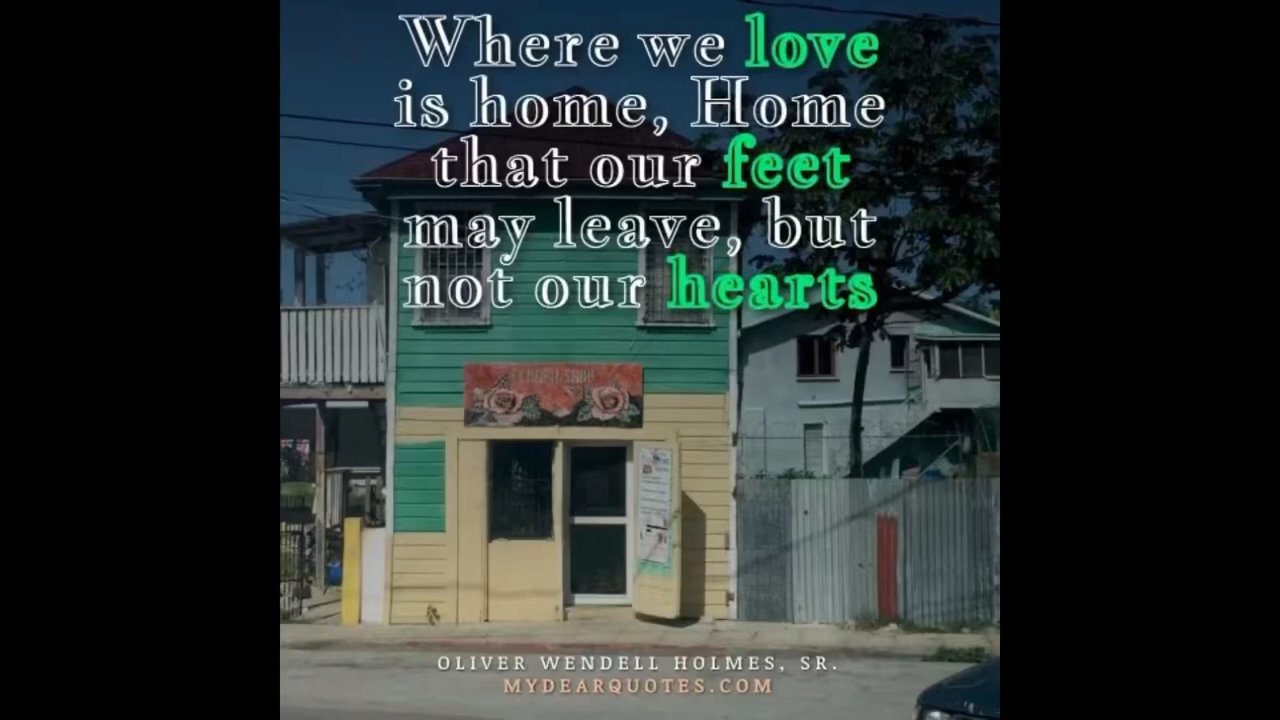 Where we love
is home, Home
that our feet
may leave, but
not our hearts
OLIVER WENDELL HOLMES, SR.
MYDEARQUOTES.COM